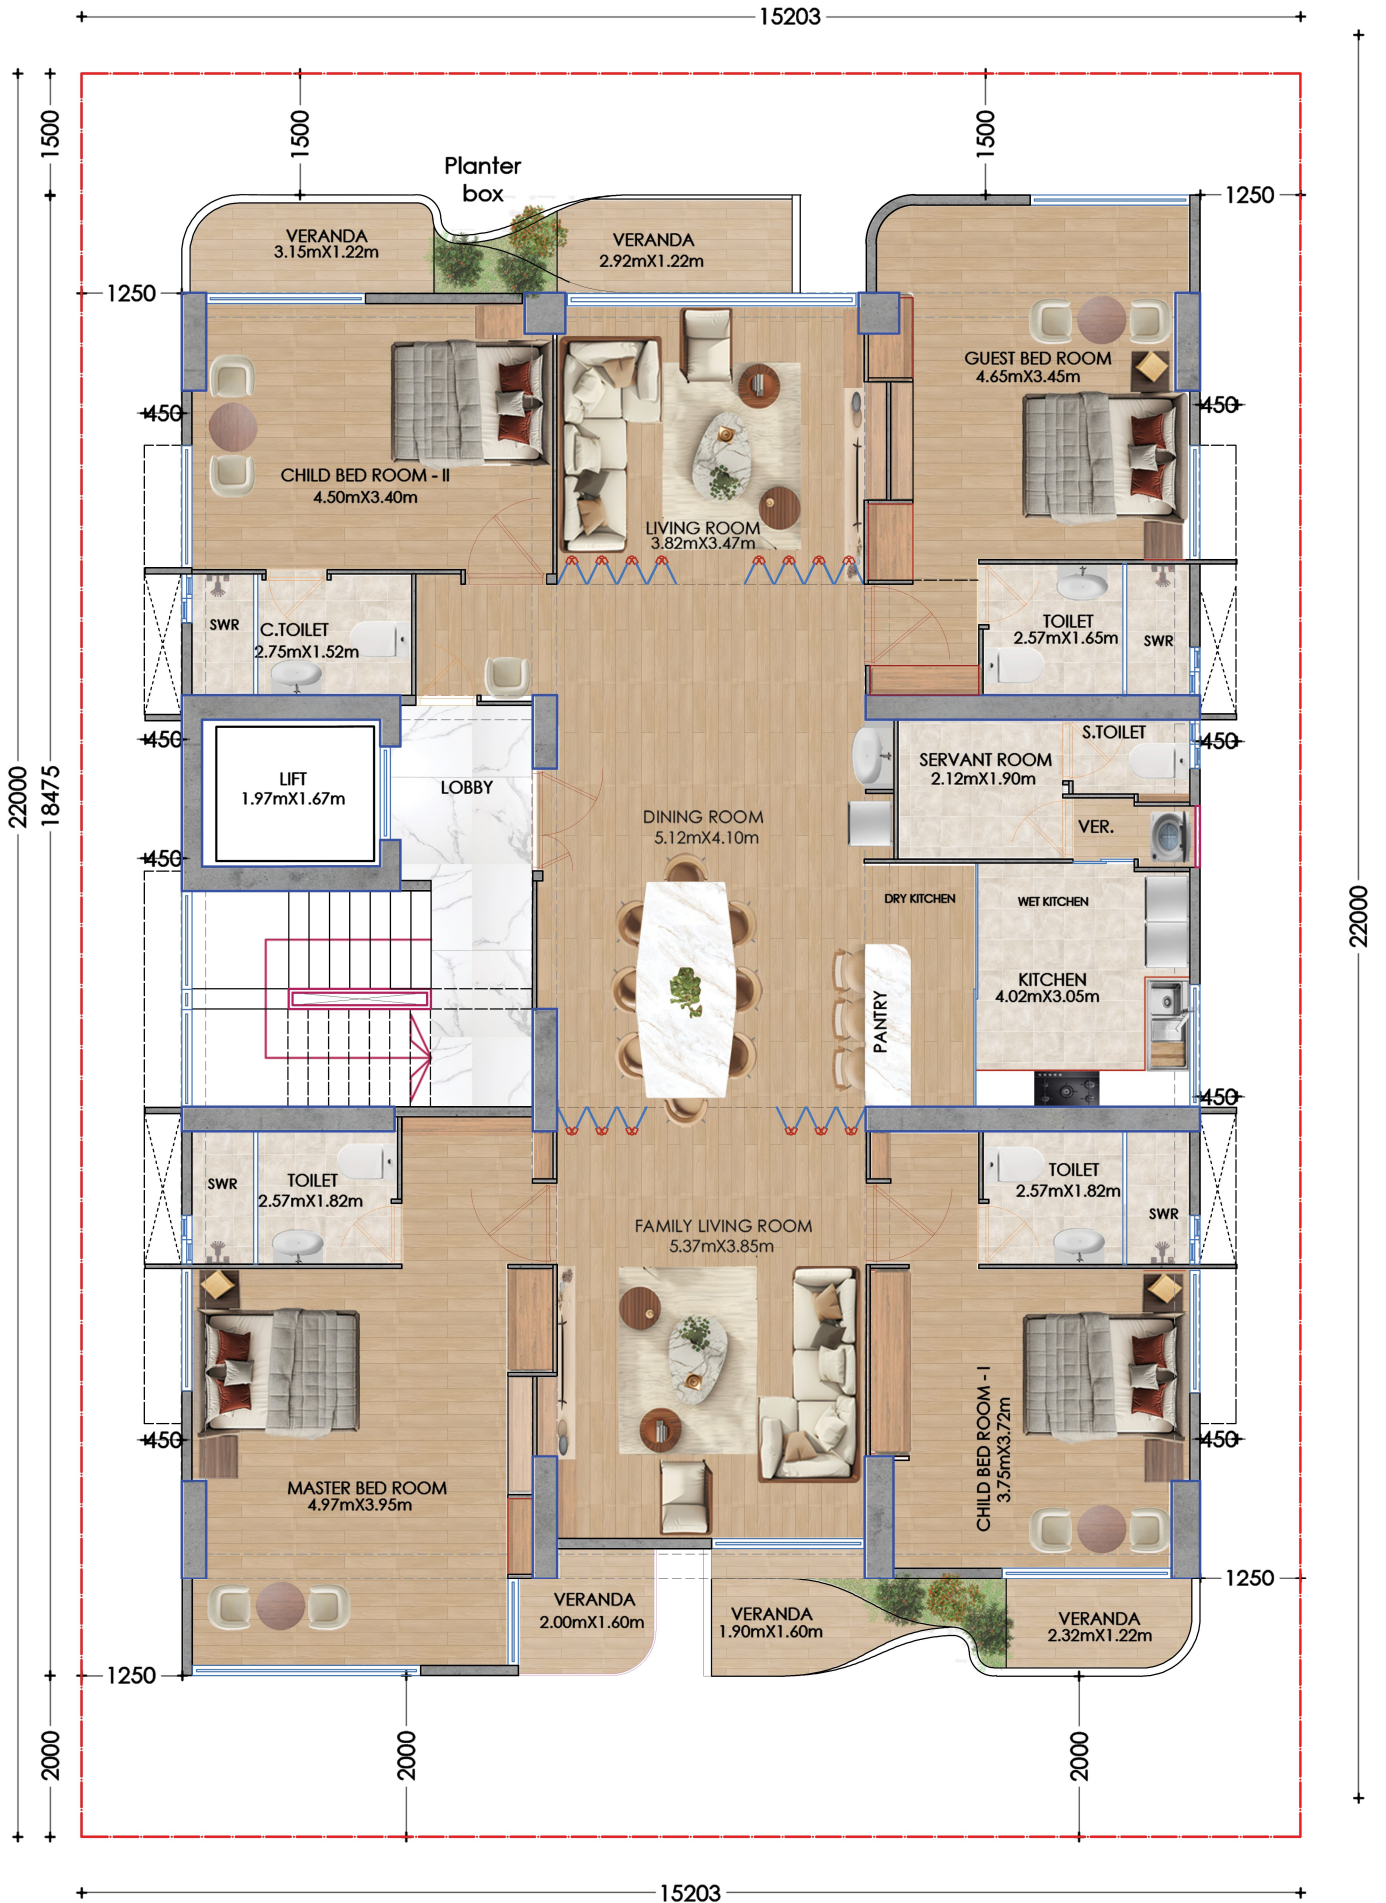 15203
1500
1500
1500
Planter
box
1250
VERANDA
3.15mX1.22m
VERANDA
2.92mX1.22m
1250
GUEST BED ROOM
4.65mX3.45m
450
450
CHILD BED ROOM - II
4.50mX3.40m
LIVING ROOM
3.82mX3.47m
SWR
C.TOILET
2.75mX1.52m
TOILET
2.57mX1.65m
SWR
450
S.TOILET
450
SERVANT ROOM
2.12mX1.90m
LIFT
1.97mX1.67m
LOBBY
22000
18475
DINING ROOM
5.12mX4.10m
VER.
450
DRY KITCHEN
WET KITCHEN
22000
KITCHEN
4.02mX3.05m
PANTRY
450
SWR
TOILET
2.57mX1.82m
TOILET
2.57mX1.82m
SWR
FAMILY LIVING ROOM
5.37mX3.85m
450
450
CHILD BED ROOM - I
3.75mX3.72m
MASTER BED ROOM
4.97mX3.95m
1250
VERANDA
2.00mX1.60m
VERANDA
1.90mX1.60m
VERANDA
2.32mX1.22m
1250
2000
2000
2000
15203